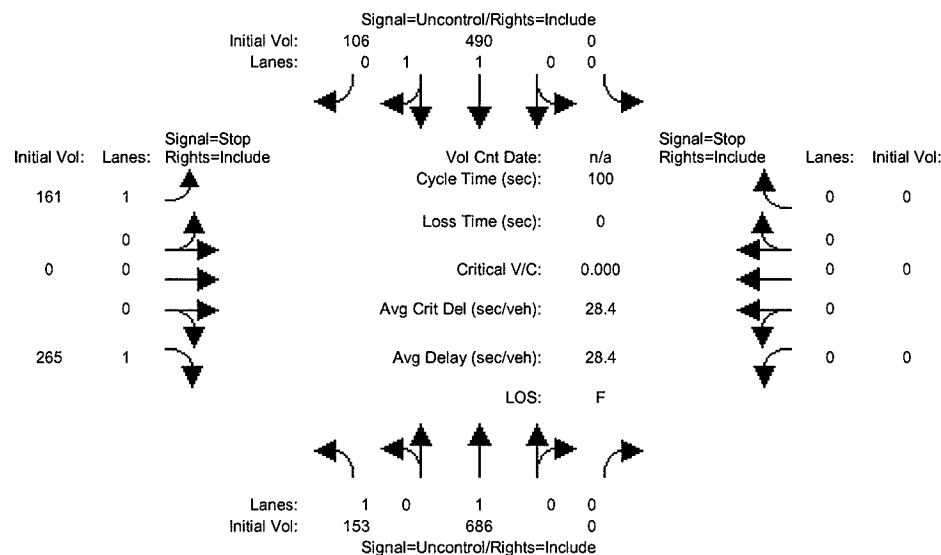 Signal=Uncontrol/Rights=Include
Initial Vol: 106 490 0
Lanes: 0 1 1 0 0
Signal=Stop
Initial Vol: Lanes: Rights=Include
Vol Cnt Date: n/a
Signal=Stop
Rights=Include Lanes: Initial Vol:
161 1
Cycle Time (sec): 100
0 0
0
Loss Time (sec): 0
0
0 0
Critical V/C: 0.000
0 0
0
Avg Crit Del (sec/veh): 28.4
0
265 1
Avg Delay (sec/veh): 28.4
0 0
LOS: F
Lanes: 1 0 1 0 0
Initial Vol: 153 686 0
Signal=Uncontrol/Rights=Include